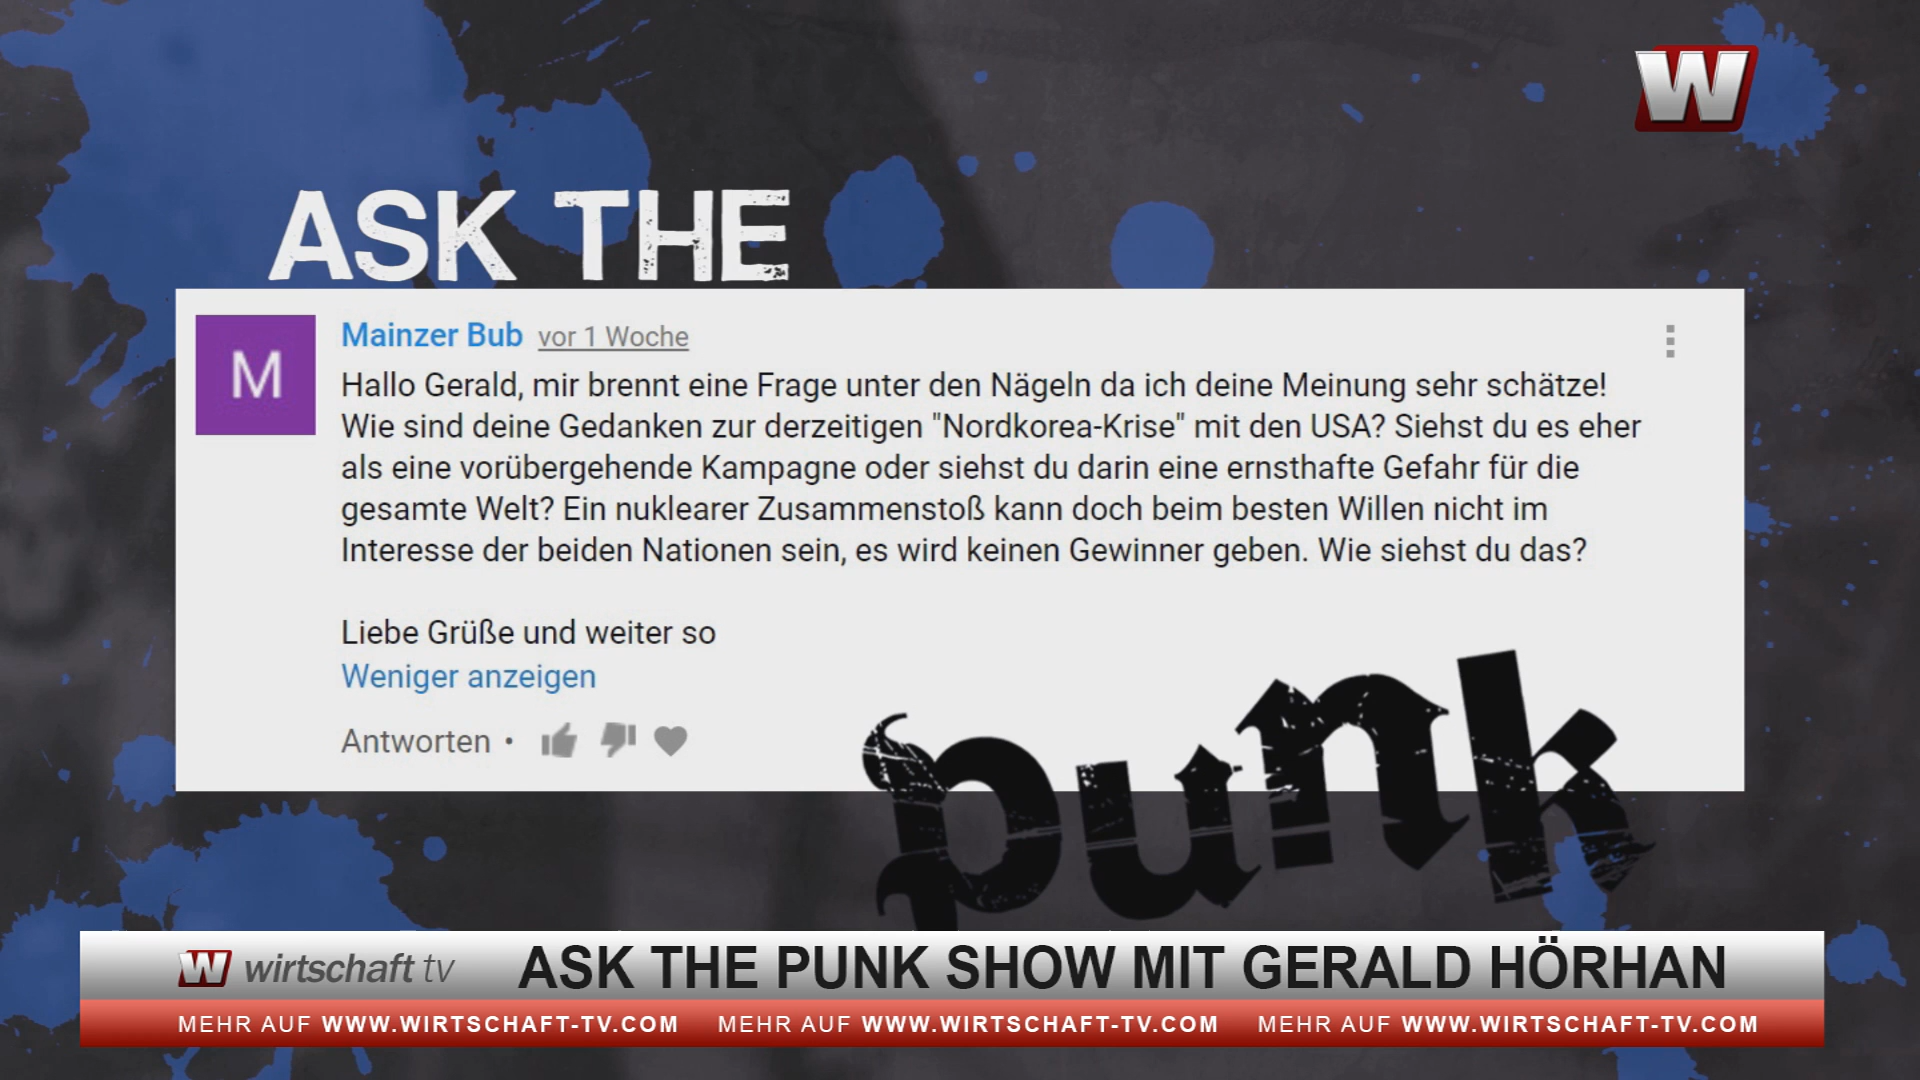 W
ASK THE
M
Mainzer Bub vor 1 Woche
Hallo Gerald, mir brennt eine Frage unter den Nägeln da ich deine Meinung sehr schätze!
Wie sind deine Gedanken zur derzeitigen "Nordkorea-Krise" mit den USA? Siehst du es eher
als eine vorübergehende Kampagne oder siehst du darin eine ernsthafte Gefahr für die
gesamte Welt? Ein nuklearer Zusammenstoß kann doch beim besten Willen nicht im
Interesse der beiden Nationen sein, es wird keinen Gewinner geben. Wie siehst du das?
Liebe Grüße und weiter so
Weniger anzeigen
Antworten •
punk
W wirtschaft tv ASK THE PUNK SHOW MIT GERALD HÖRHAN
MEHR AUF WWW.WIRTSCHAFT-TV.COM MEHR AUF WWW.WIRTSCHAFT-TV.COM MEHR AUF WWW.WIRTSCHAFT-TV.COM